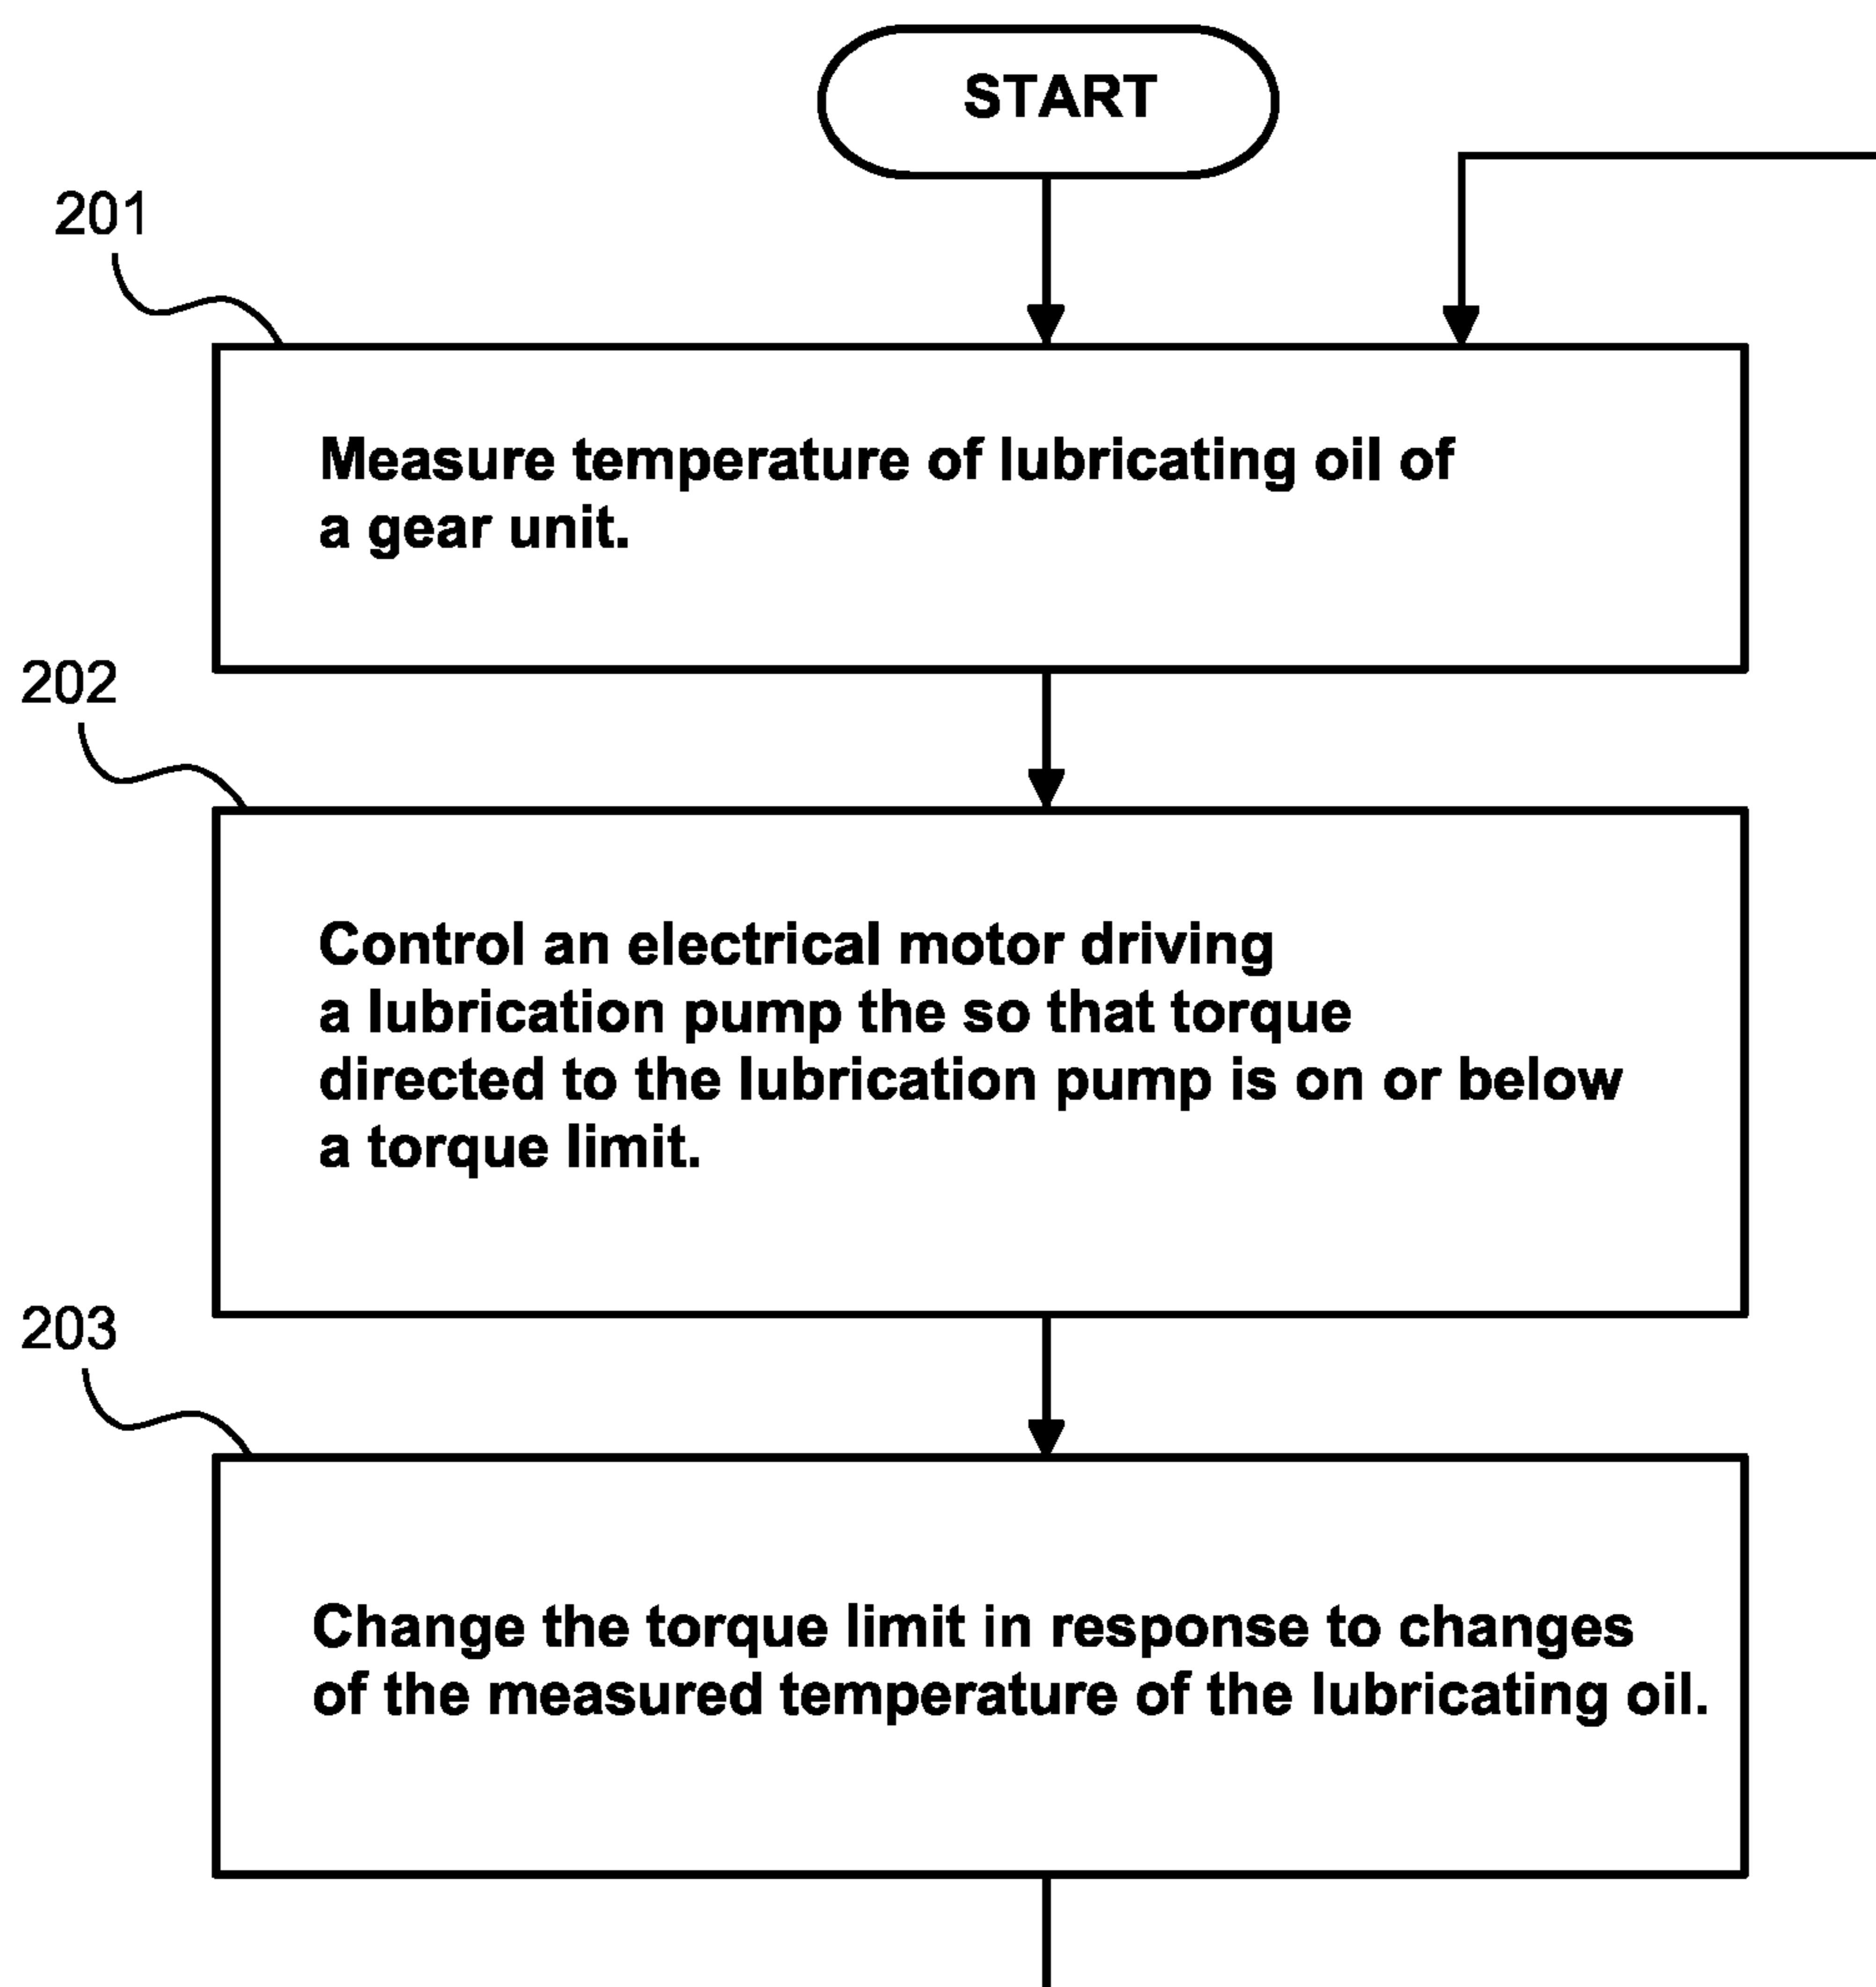 START
201
Measure temperature of lubricating oil of
a gear unit.
202
Control an electrical motor driving
a lubrication pump the so that torque
directed to the lubrication pump is on or below
a torque limit.
203
Change the torque limit in response to changes
of the measured temperature of the lubricating oil.